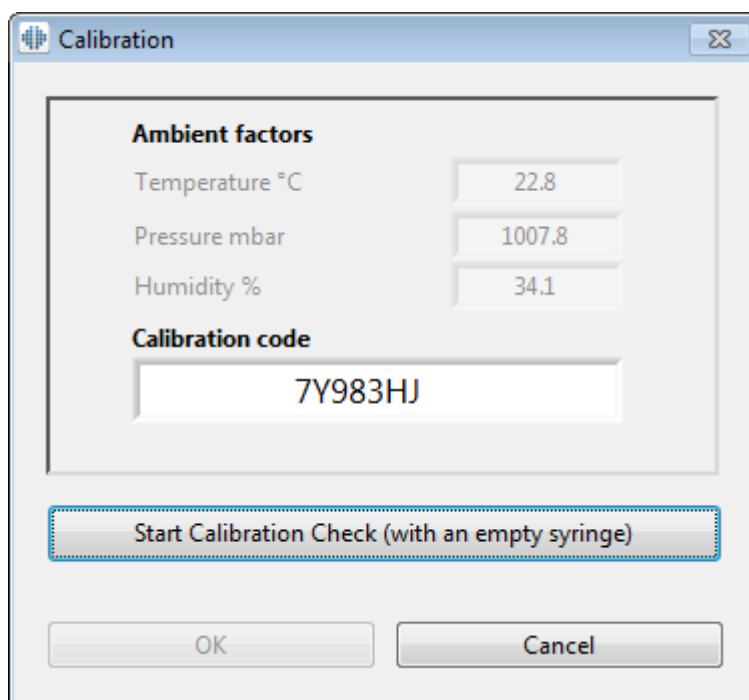 Calibration
Ambient factors
Temperature °C 22.8
Pressure mbar 1007.8
Humidity % 34.1
Calibration code
7Y983HJ
Start Calibration Check (with an empty syringe)
OK Cancel